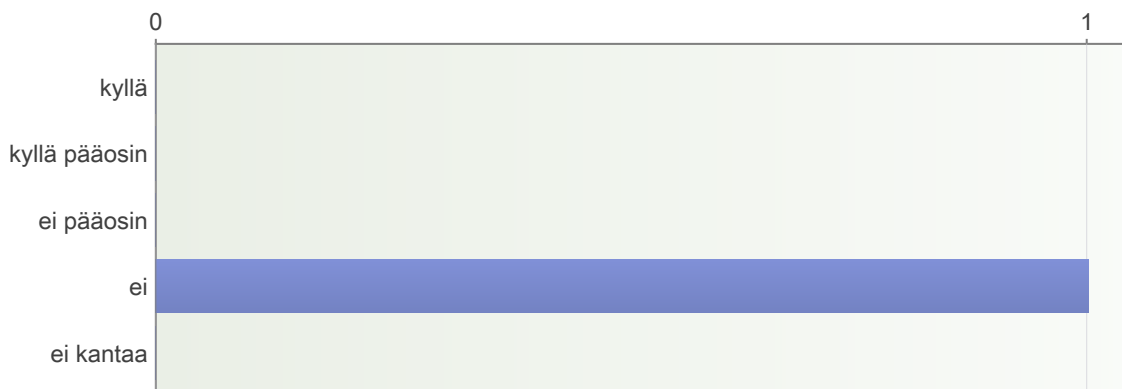 0 1
kyllä
kyllä pääosin
ei pääosin
ei
ei kantaa